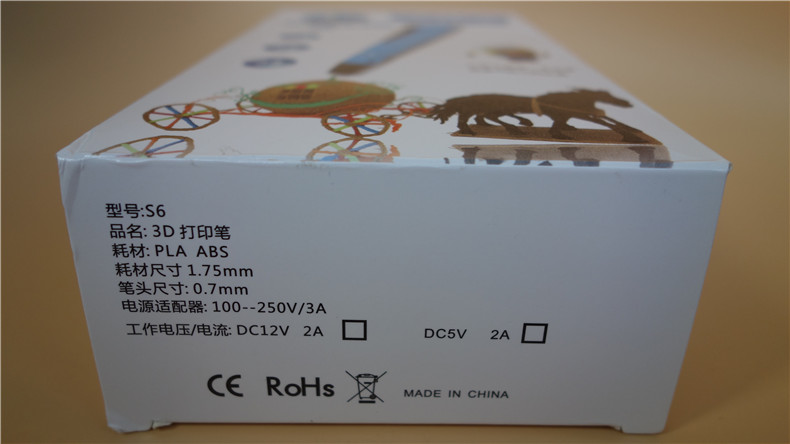 型号:S6
品名: 3D 打印笔
耗材: PLA ABS
耗材尺寸 1.75mm
笔头尺寸: 0.7mm
电源适配器: 100--250V/3A
工作电压/电流: DC12V 2A □ DC5V 2A □
CE RoHs MADE IN CHINA